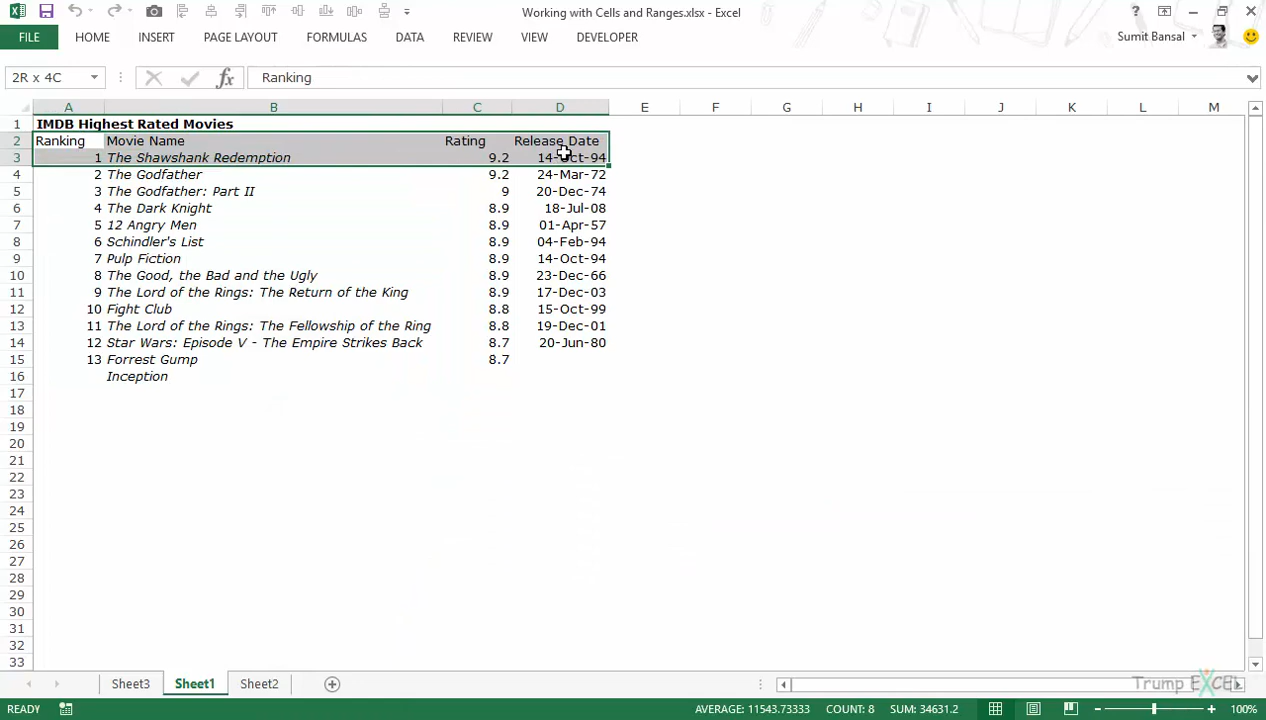 Working with Cells and Ranges.xlsx - Excel
FILE HOME INSERT PAGE LAYOUT FORMULAS DATA REVIEW VIEW DEVELOPER Sumit Bansal
2R x 4C fx Ranking
A B C D E F G H I J K L M
1 IMDB Highest Rated Movies
2 Ranking Movie Name Rating Release Date
3 1 The Shawshank Redemption 9.2 14-Oct-94
4 2 The Godfather 9.2 24-Mar-72
5 3 The Godfather: Part II 9 20-Dec-74
6 4 The Dark Knight 8.9 18-Jul-08
7 5 12 Angry Men 8.9 01-Apr-57
8 6 Schindler's List 8.9 04-Feb-94
9 7 Pulp Fiction 8.9 14-Oct-94
10 8 The Good, the Bad and the Ugly 8.9 23-Dec-66
11 9 The Lord of the Rings: The Return of the King 8.9 17-Dec-03
12 10 Fight Club 8.8 15-Oct-99
13 11 The Lord of the Rings: The Fellowship of the Ring 8.8 19-Dec-01
14 12 Star Wars: Episode V - The Empire Strikes Back 8.7 20-Jun-80
15 13 Forrest Gump 8.7
16 Inception
17
18
19
20
21
22
23
24
25
26
27
28
29
30
31
32
33
Sheet3 Sheet1 Sheet2 Trump EXCEL
READY AVERAGE: 11543.73333 COUNT: 8 SUM: 34631.2 100%